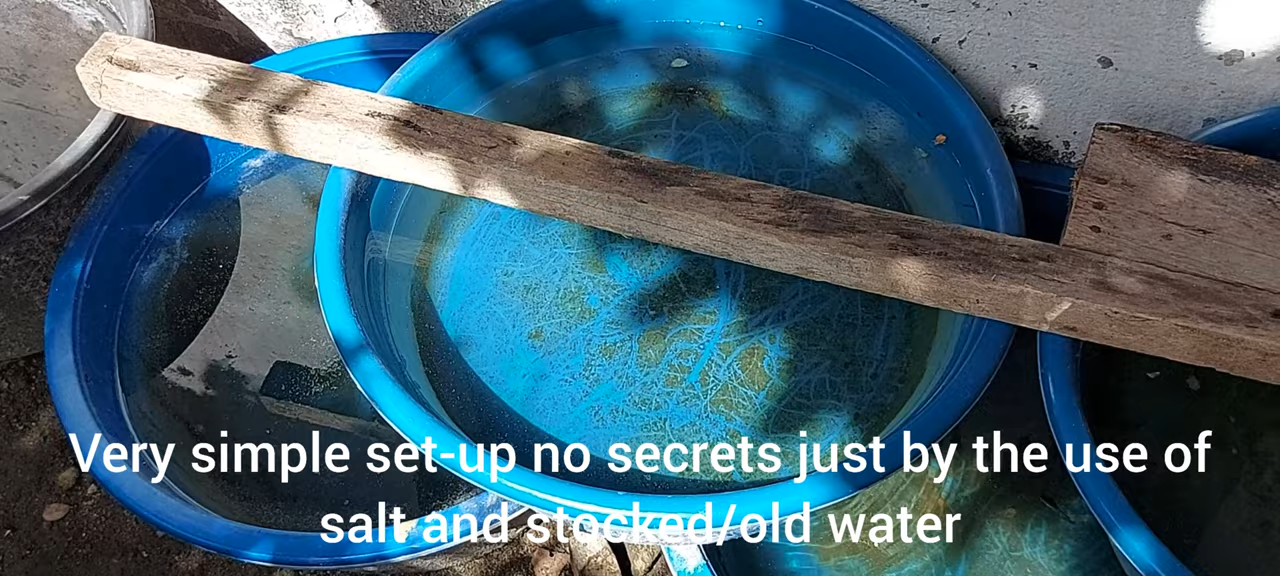 Very simple set-up no secrets just by the use of
salt and stocked/old water